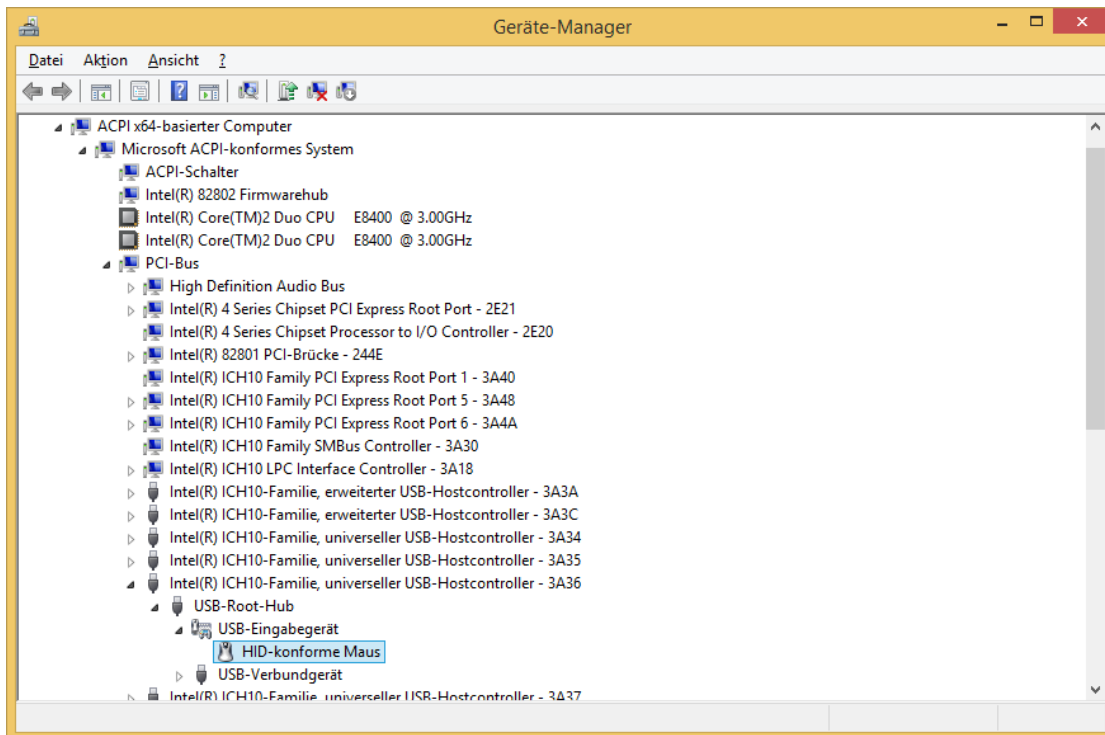 Geräte-Manager
Datei Aktion Ansicht ?
ACPI x64-basierter Computer
Microsoft ACPI-konformes System
ACPI-Schalter
Intel(R) 82802 Firmwarehub
Intel(R) Core(TM)2 Duo CPU E8400 @ 3.00GHz
Intel(R) Core(TM)2 Duo CPU E8400 @ 3.00GHz
PCI-Bus
High Definition Audio Bus
Intel(R) 4 Series Chipset PCI Express Root Port - 2E21
Intel(R) 4 Series Chipset Processor to I/O Controller - 2E20
Intel(R) 82801 PCI-Brücke - 244E
Intel(R) ICH10 Family PCI Express Root Port 1 - 3A40
Intel(R) ICH10 Family PCI Express Root Port 5 - 3A48
Intel(R) ICH10 Family PCI Express Root Port 6 - 3A4A
Intel(R) ICH10 Family SMBus Controller - 3A30
Intel(R) ICH10 LPC Interface Controller - 3A18
Intel(R) ICH10-Familie, erweiterter USB-Hostcontroller - 3A3A
Intel(R) ICH10-Familie, erweiterter USB-Hostcontroller - 3A3C
Intel(R) ICH10-Familie, universeller USB-Hostcontroller - 3A34
Intel(R) ICH10-Familie, universeller USB-Hostcontroller - 3A35
Intel(R) ICH10-Familie, universeller USB-Hostcontroller - 3A36
USB-Root-Hub
USB-Eingabegerät
HID-konforme Maus
USB-Verbundgerät
Intel(R) ICH10-Familie, universeller USB-Hostcontroller - 3A37